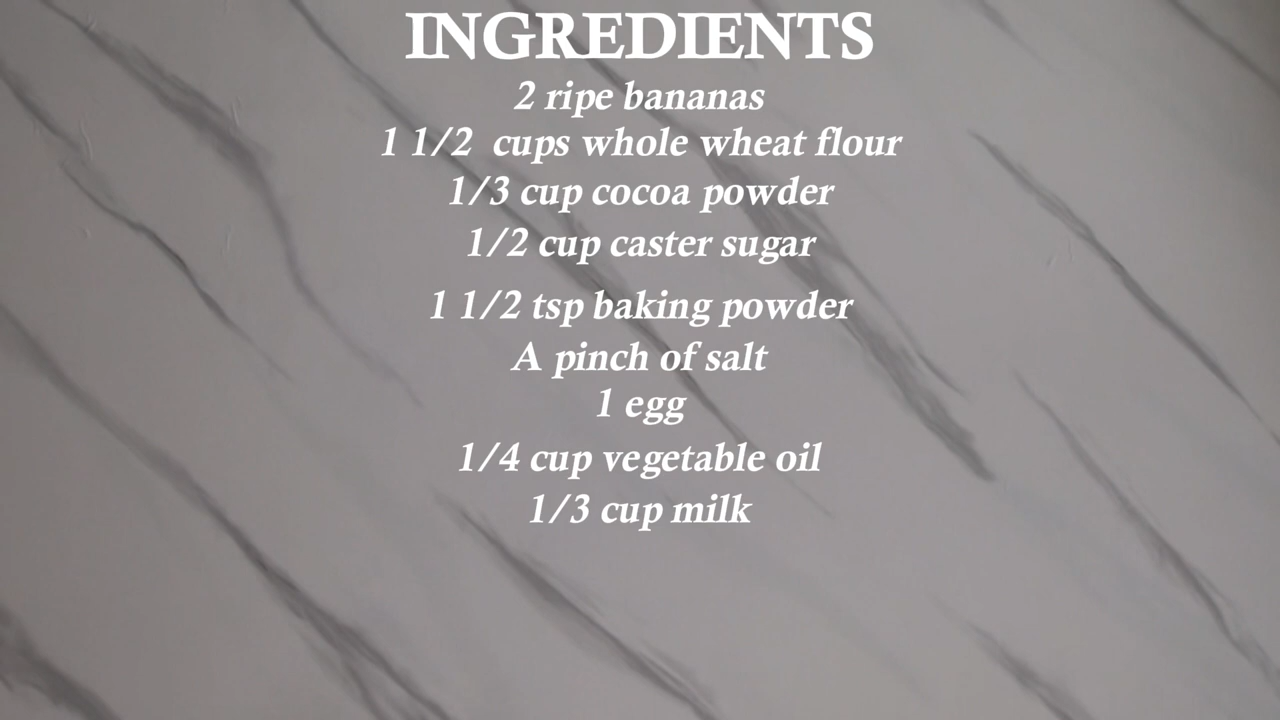 INGREDIENTS
2 ripe bananas
1 1/2 cups whole wheat flour
1/3 cup cocoa powder
1/2 cup caster sugar
1 1/2 tsp baking powder
A pinch of salt
1 egg
1/4 cup vegetable oil
1/3 cup milk